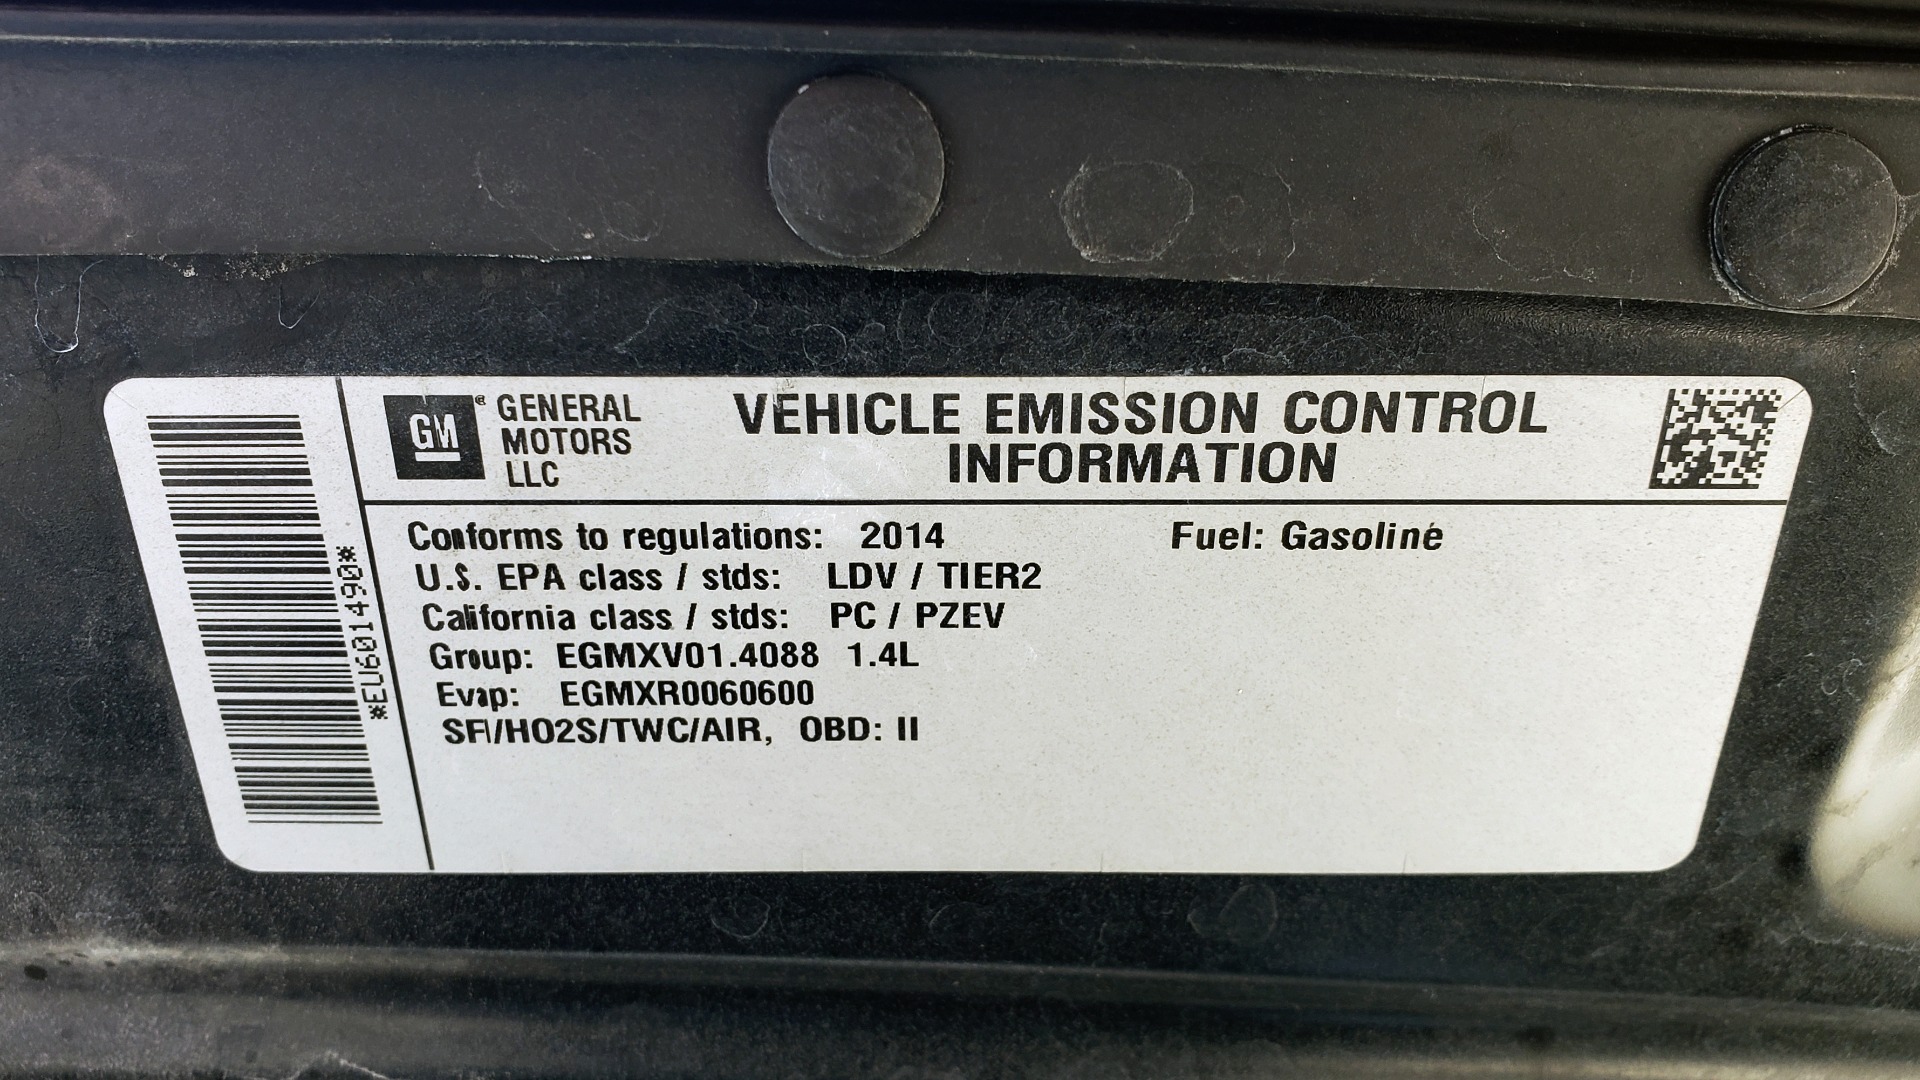 GM
® GENERAL
MOTORS
LLC
VEHICLE EMISSION CONTROL
INFORMATION
*EU601490*
Conforms to regulations: 2014 Fuel: Gasoline
U.S. EPA class / stds: LDV / TIER2
California class / stds: PC / PZEV
Group: EGMXV01.4088 1.4L
Evap: EGMXR0060600
SFI/HO2S/TWC/AIR, OBD: II